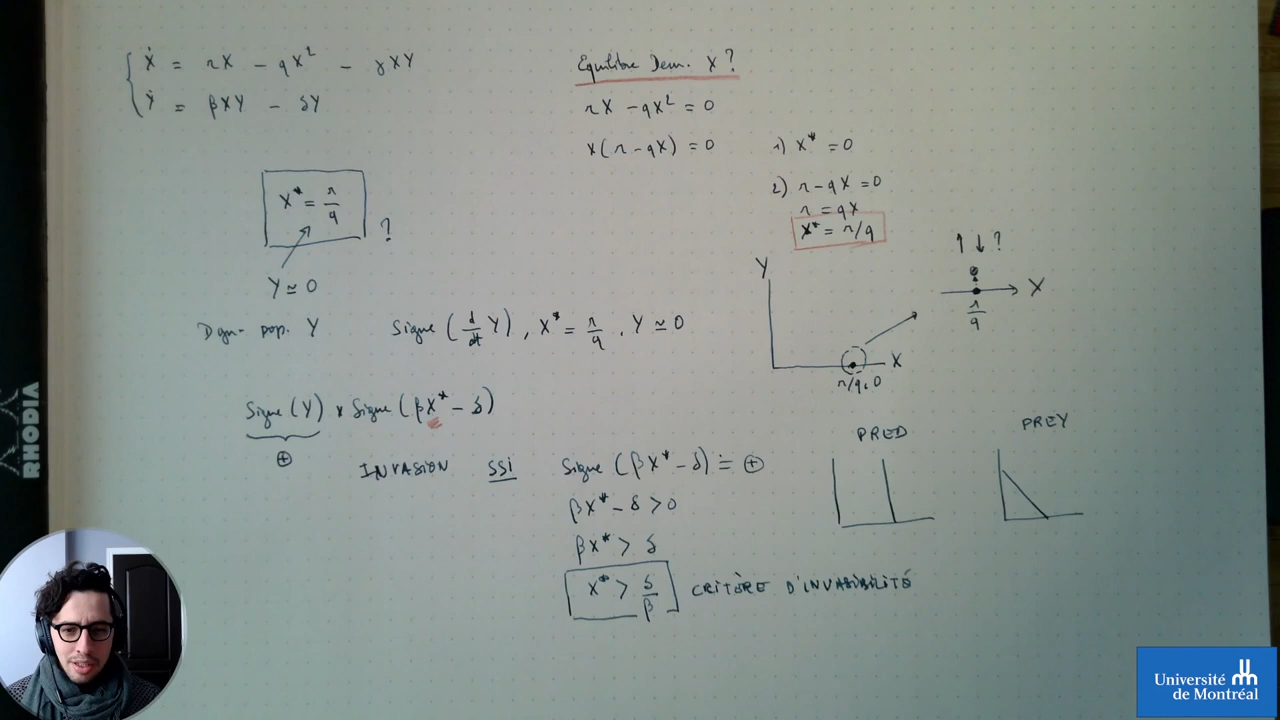 Ẋ = rX - qX² - γXY
Ẏ = βXY - δY
X* = r/q ?
Y ≃ 0
Dyn- pop. Y
Signe (d/dt Y), X* = r/q, Y ≃ 0
Signe (Y) × Signe (βX* - δ)
⊕
INVASION SSI Signe (βX* - δ) = ⊕
βX* - δ > 0
βX* > δ
X* > δ/β CRITÈRE D'INVASIBILITÉ
Equilibre Dem. X?
rX - qX² = 0
X(r - qX) = 0
1) X* = 0
2) r - qX = 0
r = qX
X* = r/q
Y
X
r/q, 0
↑ ↓ ?
X
r/q
PRED
PREY
RHODIA
Université
de Montréal